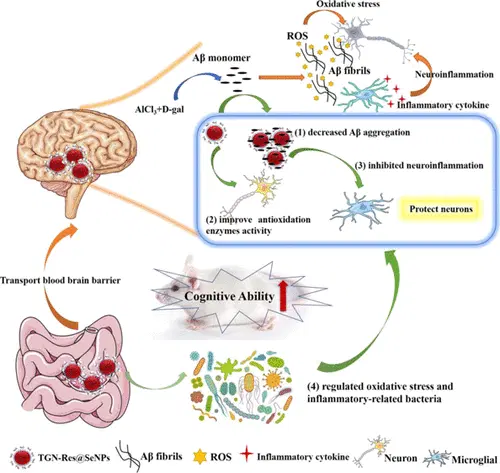 Oxidative stress
ROS
Aβ monomer
Aβ fibrils
Neuroinflammation
AlCl3+D-gal
Inflammatory cytokine
(1) decreased Aβ aggregation
(3) inhibited neuroinflammation
(2) improve antioxidation
enzymes activity
Protect neurons
Transport blood brain barrier
Cognitive Ability
(4) regulated oxidative stress and
inflammatory-related bacteria
TGN-Res@SeNPs
Aβ fibrils
ROS
Inflammatory cytokine
Neuron
Microglial